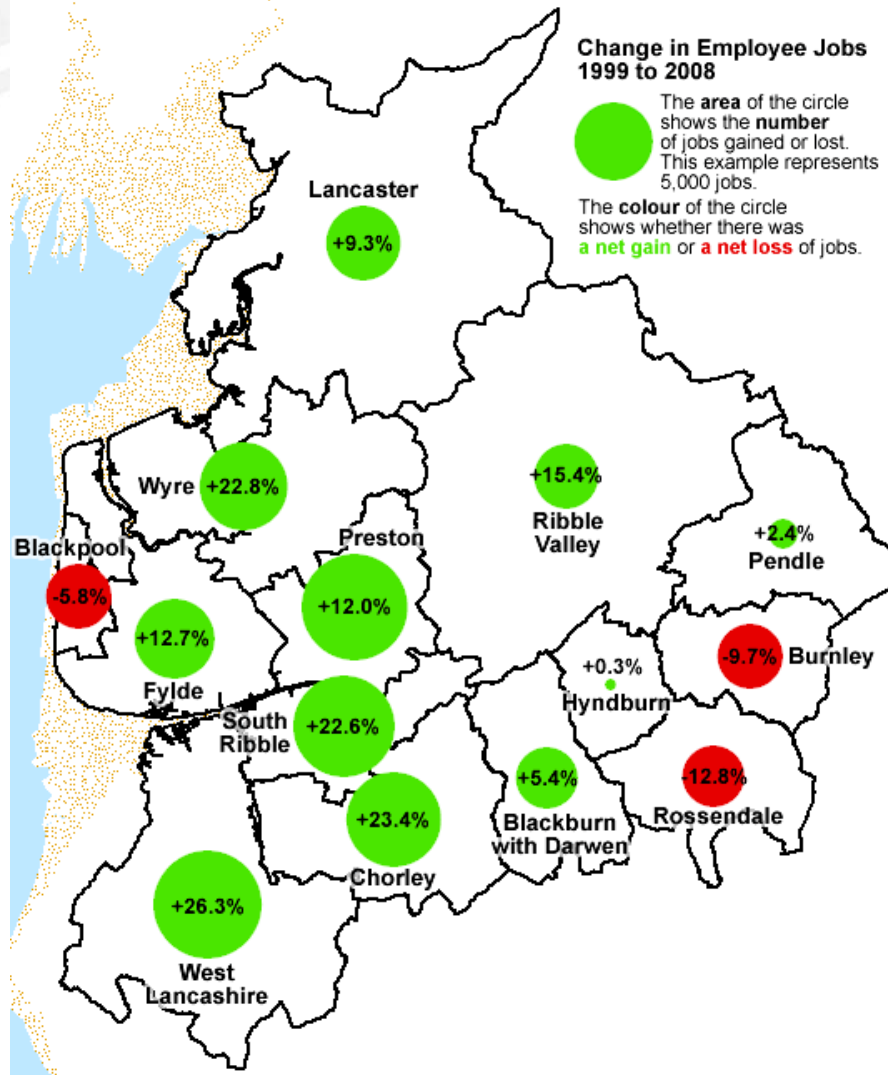 Change in Employee Jobs
1999 to 2008
The area of the circle
shows the number
of jobs gained or lost.
This example represents
5,000 jobs.
The colour of the circle
shows whether there was
a net gain or a net loss of jobs.
Lancaster
+9.3%
Wyre
+22.8%
+15.4%
Ribble
Valley
+2.4%
Pendle
Blackpool
-5.8%
Preston
+12.0%
+12.7%
Fylde
-9.7%
Burnley
+0.3%
Hyndburn
South
Ribble
+22.6%
+5.4%
Blackburn
with Darwen
-12.8%
Rossendale
+23.4%
Chorley
+26.3%
West
Lancashire